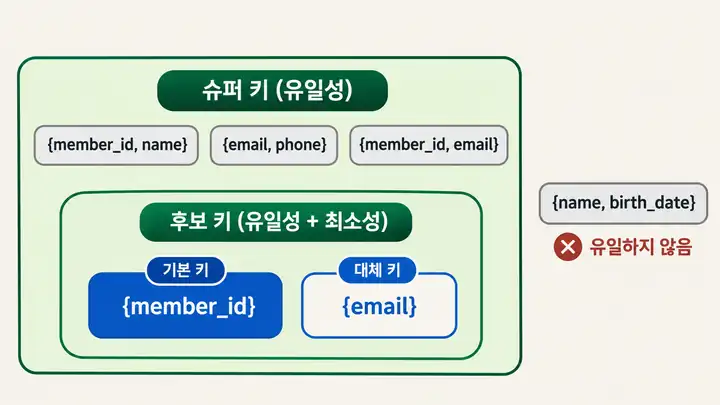 슈퍼 키 (유일성)
{member_id, name}
{email, phone}
{member_id, email}
{name, birth_date}
유일하지 않음
후보 키 (유일성 + 최소성)
기본 키
{member_id}
대체 키
{email}